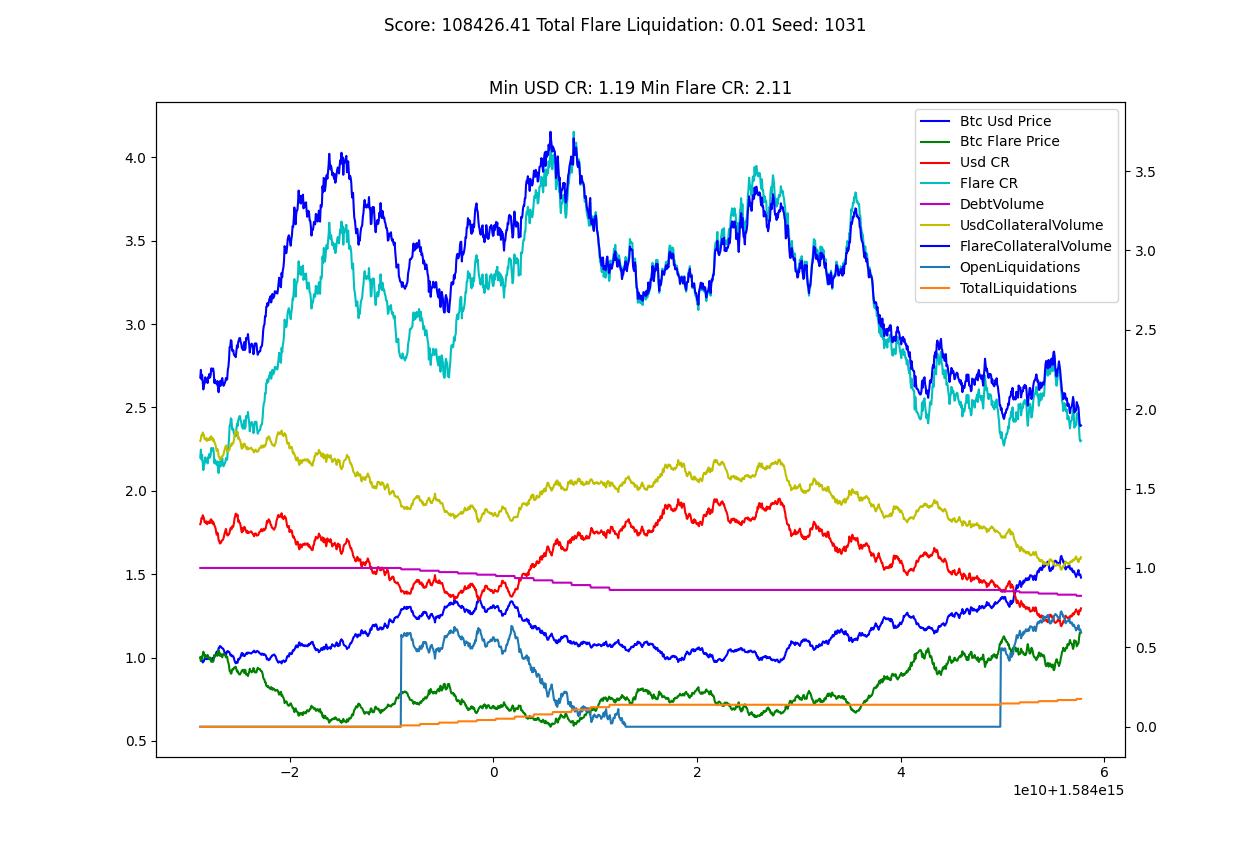 Score: 108426.41 Total Flare Liquidation: 0.01 Seed: 1031
Min USD CR: 1.19 Min Flare CR: 2.11
Btc Usd Price
Btc Flare Price
Usd CR
Flare CR
DebtVolume
UsdCollateralVolume
FlareCollateralVolume
OpenLiquidations
TotalLiquidations
4.0
3.5
3.0
2.5
2.0
1.5
1.0
0.5
3.5
3.0
2.5
2.0
1.5
1.0
0.5
0.0
−2 0 2 4 6
1e10+1.584e15